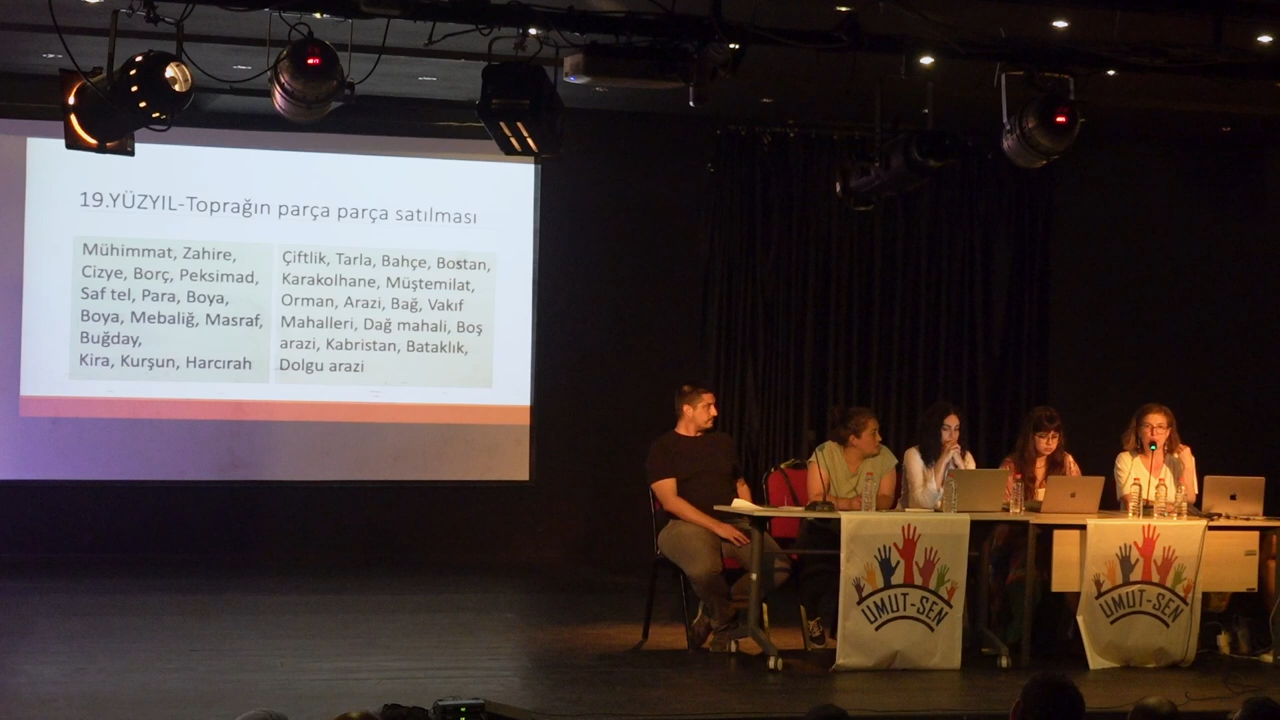 19.YÜZYIL-Toprağın parça parça satılması
Mühimmat, Zahire,
Cizye, Borç, Peksimad,
Saf tel, Para, Boya,
Boya, Mebaliğ, Masraf,
Buğday,
Kira, Kurşun, Harcırah
Çiftlik, Tarla, Bahçe, Bostan,
Karakolhane, Müştemilat,
Orman, Arazi, Bağ, Vakıf
Mahalleri, Dağ mahali, Boş
arazi, Kabristan, Bataklık,
Dolgu arazi
UMUT-SEN
UMUT-SEN